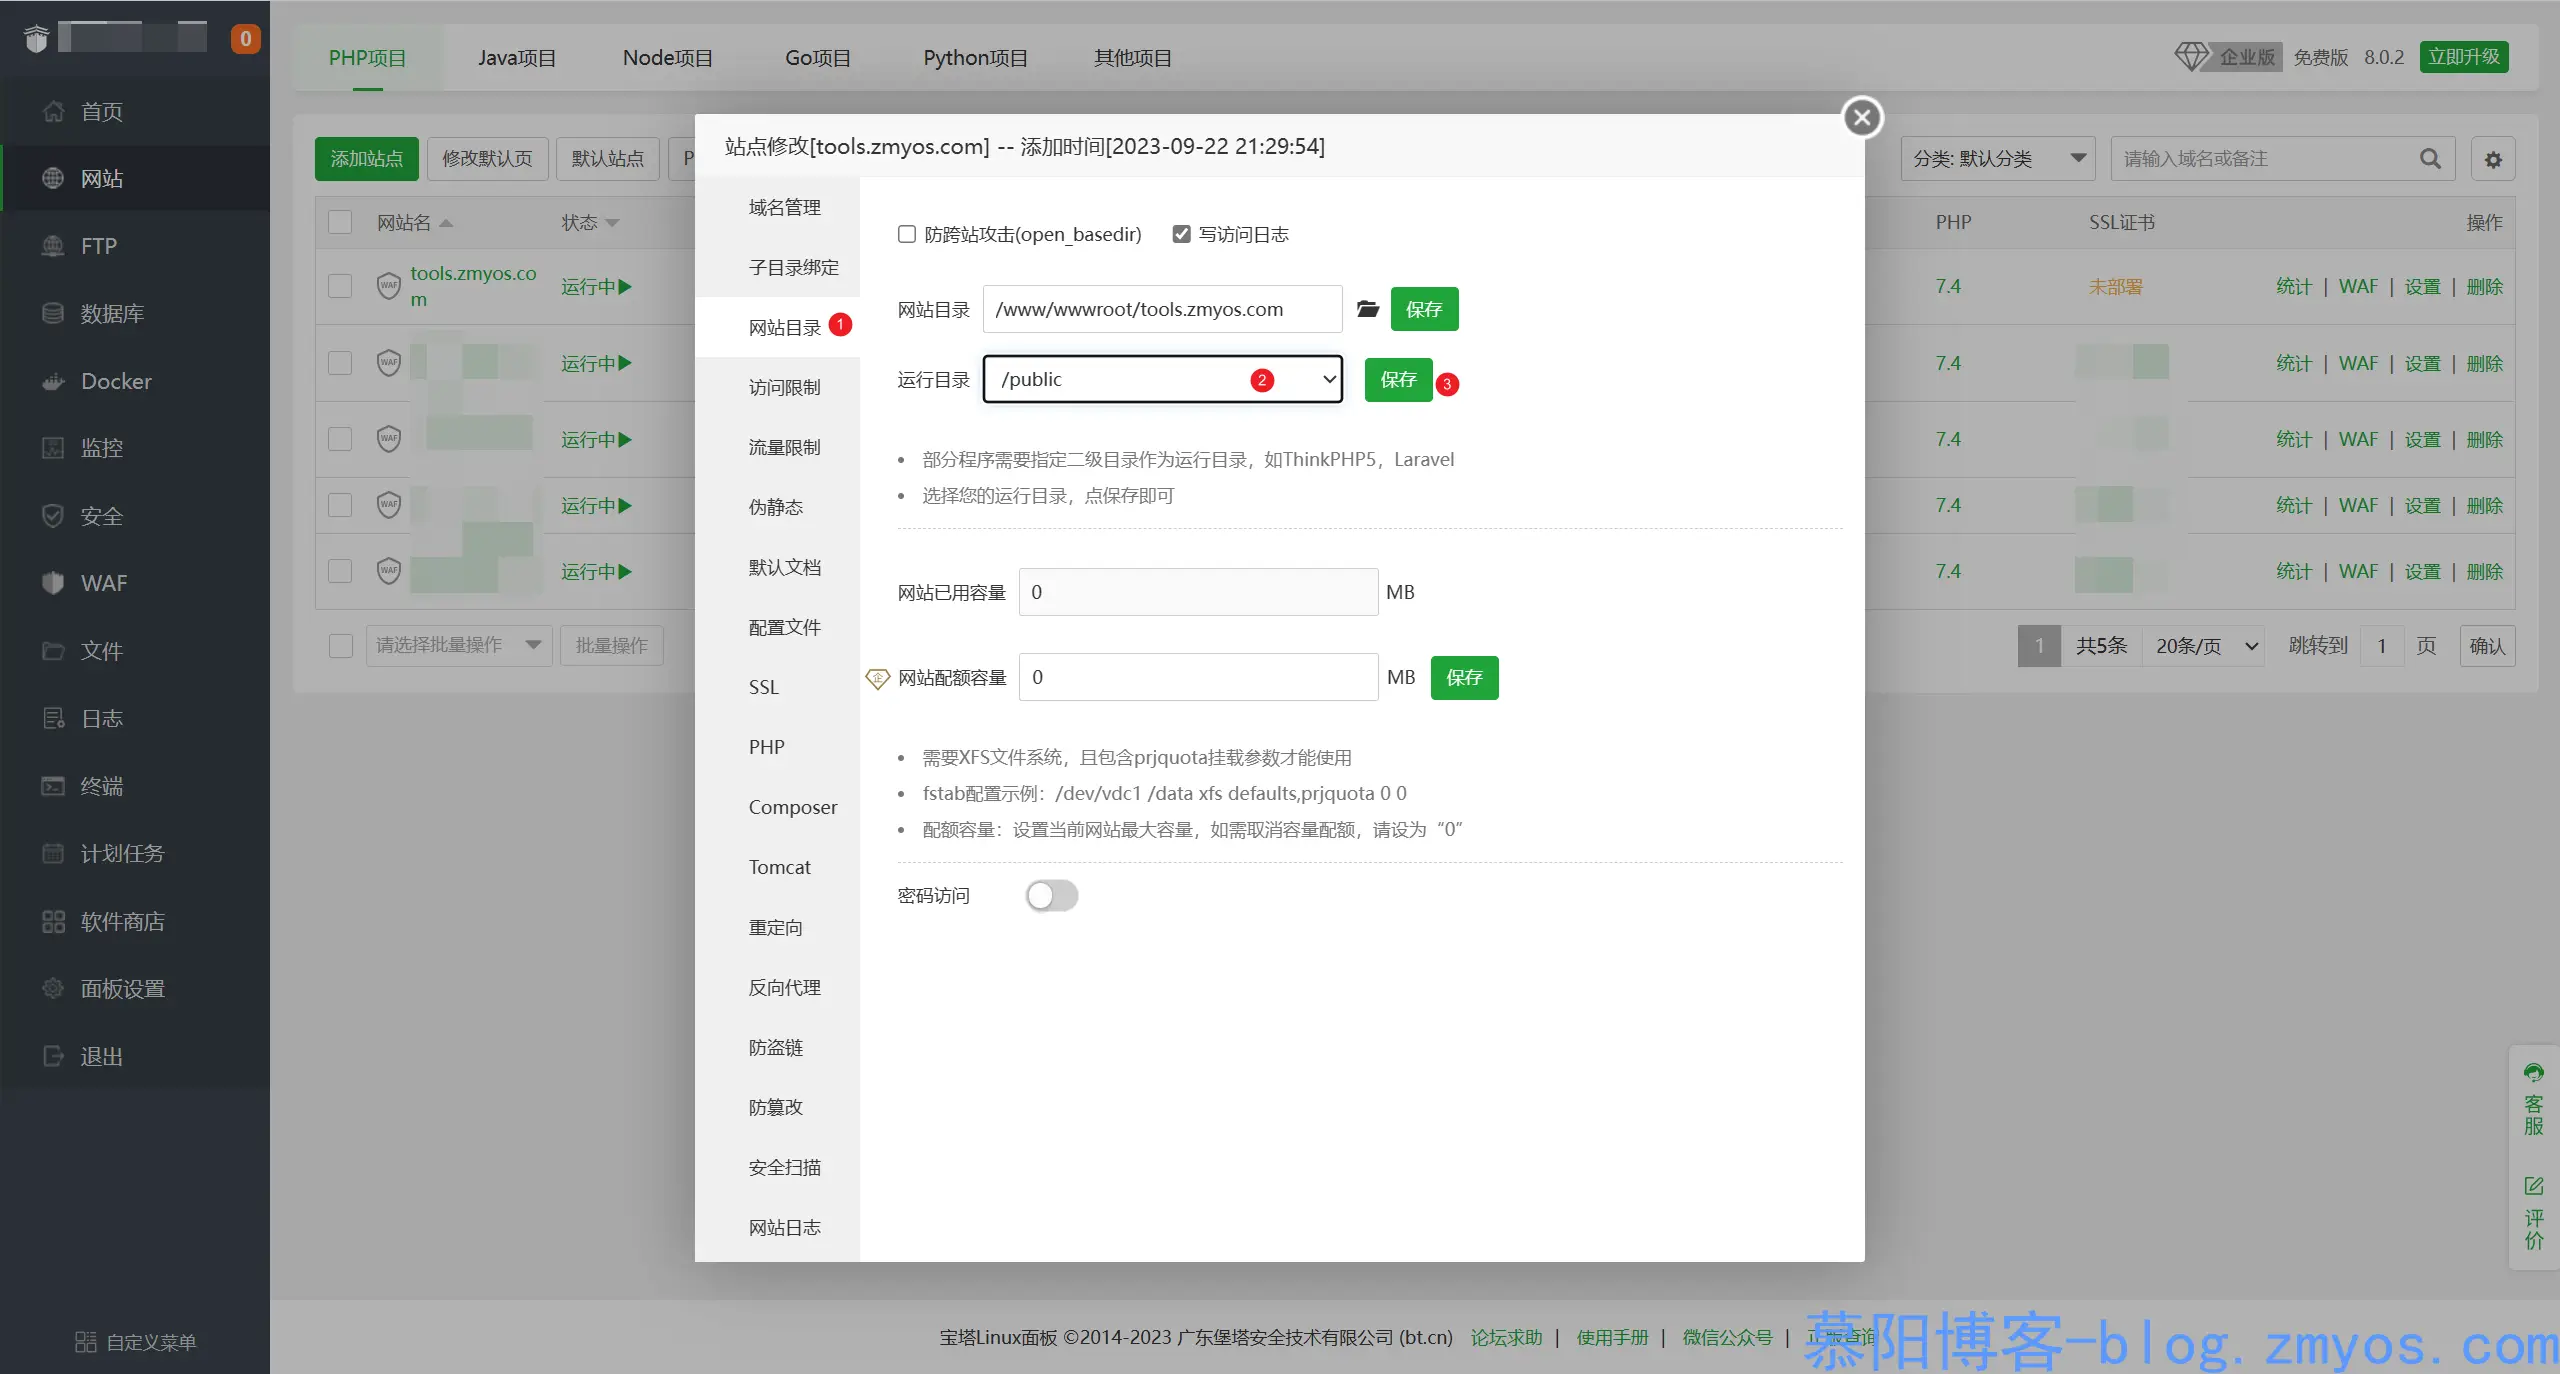 0
首页
网站
FTP
数据库
Docker
监控
安全
WAF
文件
日志
终端
计划任务
软件商店
面板设置
退出
自定义菜单
PHP项目 Java项目 Node项目 Go项目 Python项目 其他项目
企业版 免费版 8.0.2 立即升级
添加站点 修改默认页 默认站点 P
分类: 默认分类 请输入域名或备注
网站名 状态 PHP SSL证书 操作
WAF tools.zmyos.co
m
运行中 7.4 未部署 统计 | WAF | 设置 | 删除
WAF 运行中 7.4 统计 | WAF | 设置 | 删除
WAF 运行中 7.4 统计 | WAF | 设置 | 删除
WAF 运行中 7.4 统计 | WAF | 设置 | 删除
WAF 运行中 7.4 统计 | WAF | 设置 | 删除
请选择批量操作 批量操作
1 共5条 20条/页 跳转到 1 页 确认
站点修改[tools.zmyos.com] -- 添加时间[2023-09-22 21:29:54]
域名管理
子目录绑定
网站目录 1
访问限制
流量限制
伪静态
默认文档
配置文件
SSL
PHP
Composer
Tomcat
重定向
反向代理
防盗链
防篡改
安全扫描
网站日志
防跨站攻击(open_basedir) 写访问日志
网站目录 /www/wwwroot/tools.zmyos.com 保存
运行目录 /public 2 保存 3
• 部分程序需要指定二级目录作为运行目录，如ThinkPHP5，Laravel
• 选择您的运行目录，点保存即可
网站已用容量 0 MB
企 网站配额容量 0 MB 保存
• 需要XFS文件系统，且包含prjquota挂载参数才能使用
• fstab配置示例：/dev/vdc1 /data xfs defaults,prjquota 0 0
• 配额容量：设置当前网站最大容量，如需取消容量配额，请设为“0”
密码访问
客服
评价
宝塔Linux面板 ©2014-2023 广东堡塔安全技术有限公司 (bt.cn) 论坛求助 | 使用手册 | 微信公众号 | 正版查询
慕阳博客-blog.zmyos.com